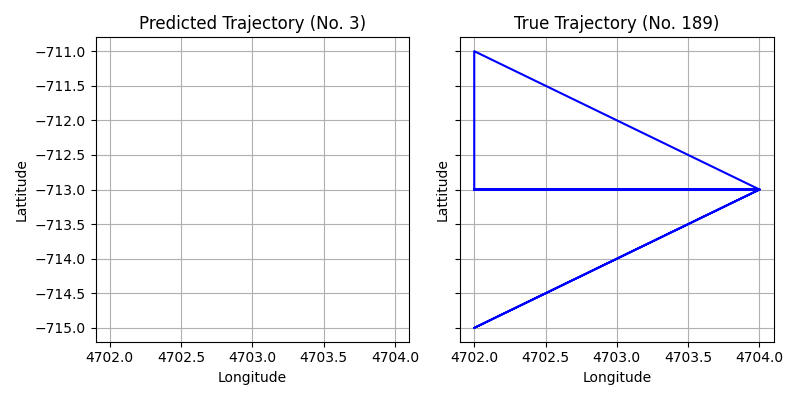 Predicted Trajectory (No. 3)
True Trajectory (No. 189)
−711.0
−711.5
−712.0
−712.5
−713.0
−713.5
−714.0
−714.5
−715.0
Lattitude
Lattitude
4702.0 4702.5 4703.0 4703.5 4704.0
4702.0 4702.5 4703.0 4703.5 4704.0
Longitude
Longitude